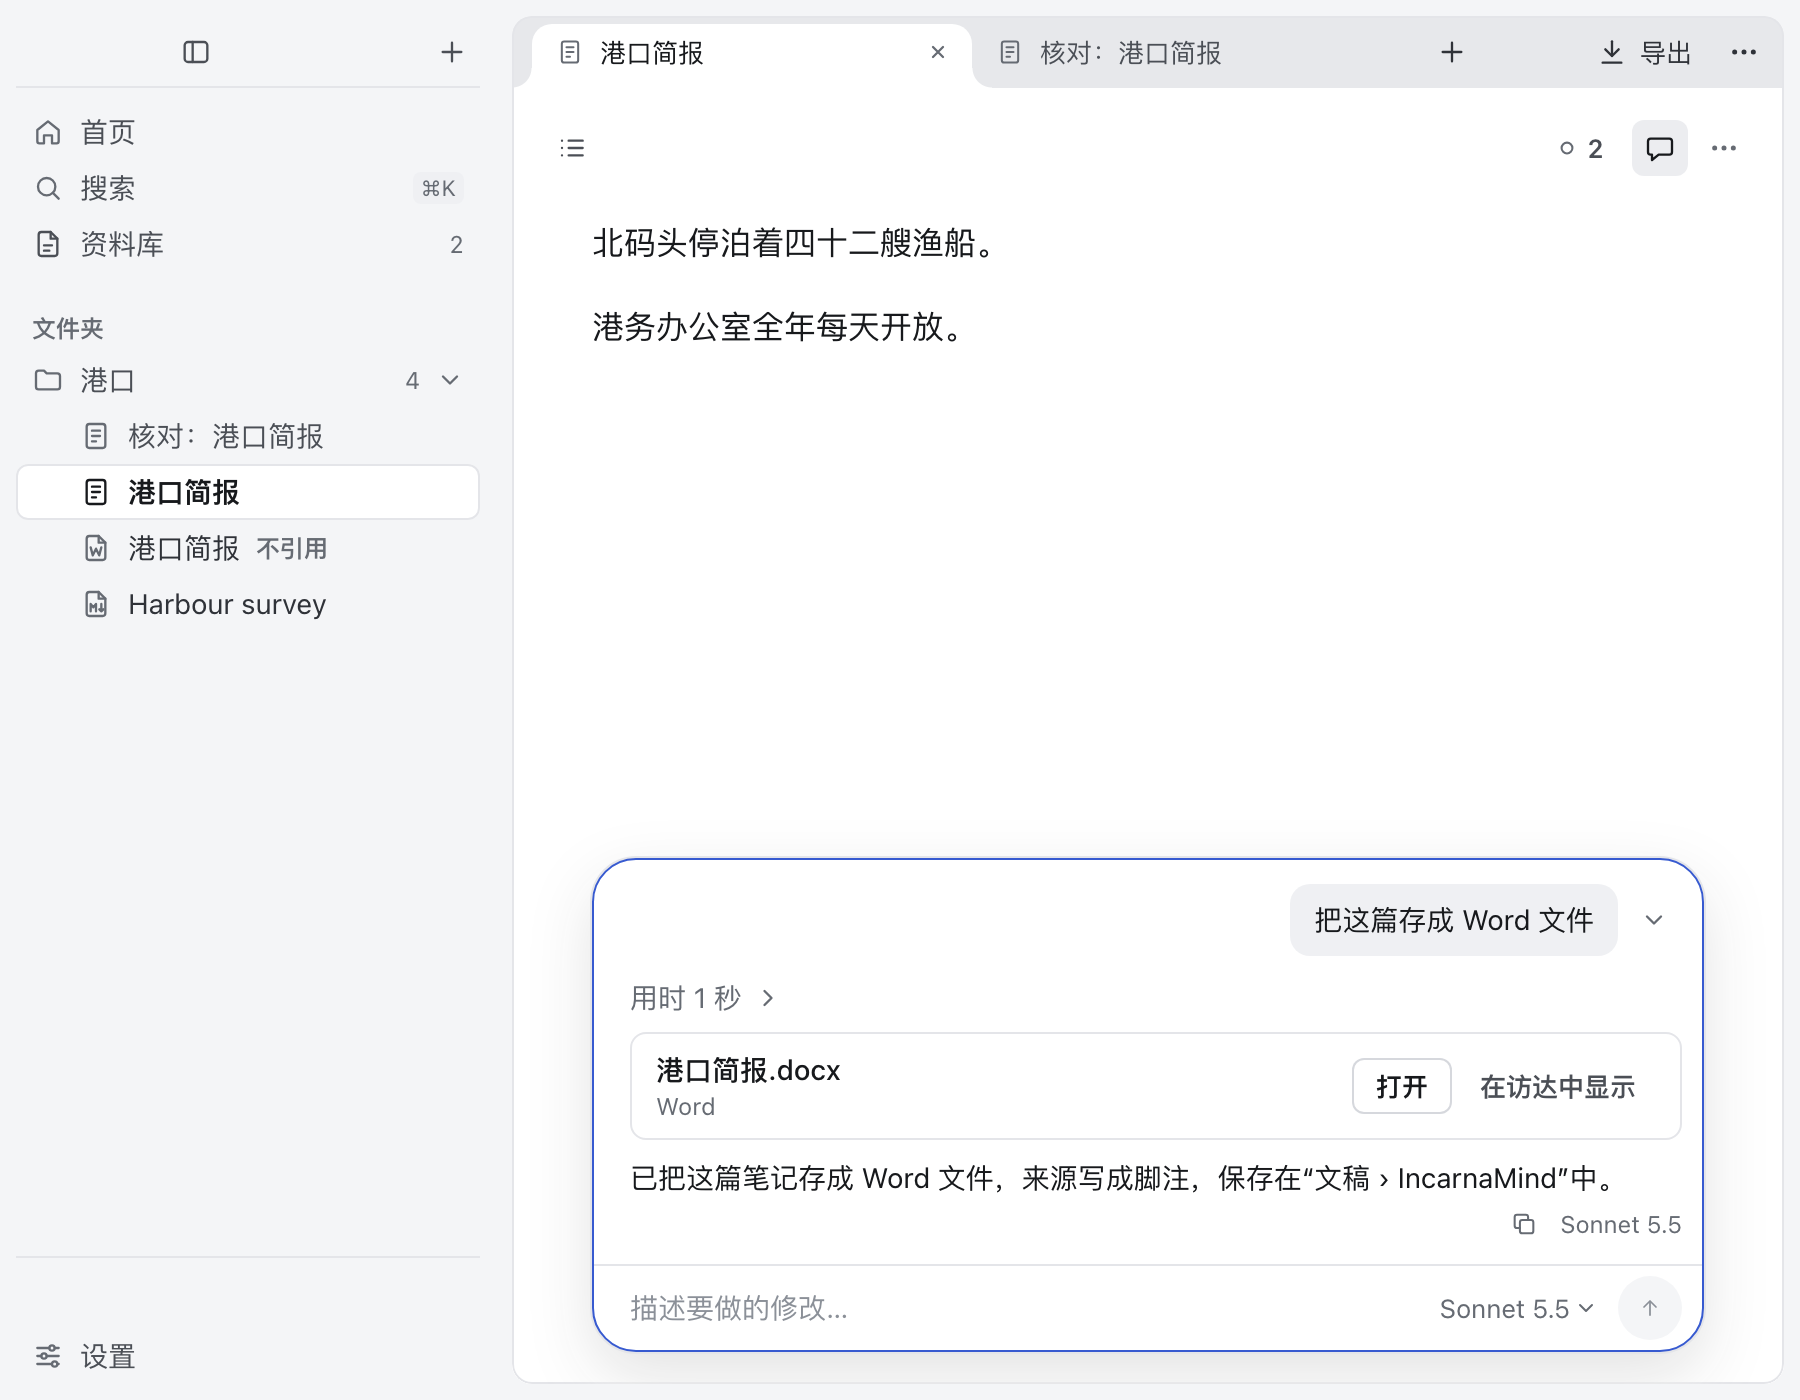 首页
搜索 ⌘K
资料库 2
文件夹
港口 4
核对：港口简报
港口简报
港口简报 不引用
Harbour survey
设置
港口简报
核对：港口简报
导出
2
北码头停泊着四十二艘渔船。
港务办公室全年每天开放。
把这篇存成 Word 文件
用时 1 秒
港口简报.docx
Word
打开 在访达中显示
已把这篇笔记存成 Word 文件，来源写成脚注，保存在“文稿 › IncarnaMind”中。
Sonnet 5.5
描述要做的修改...
Sonnet 5.5